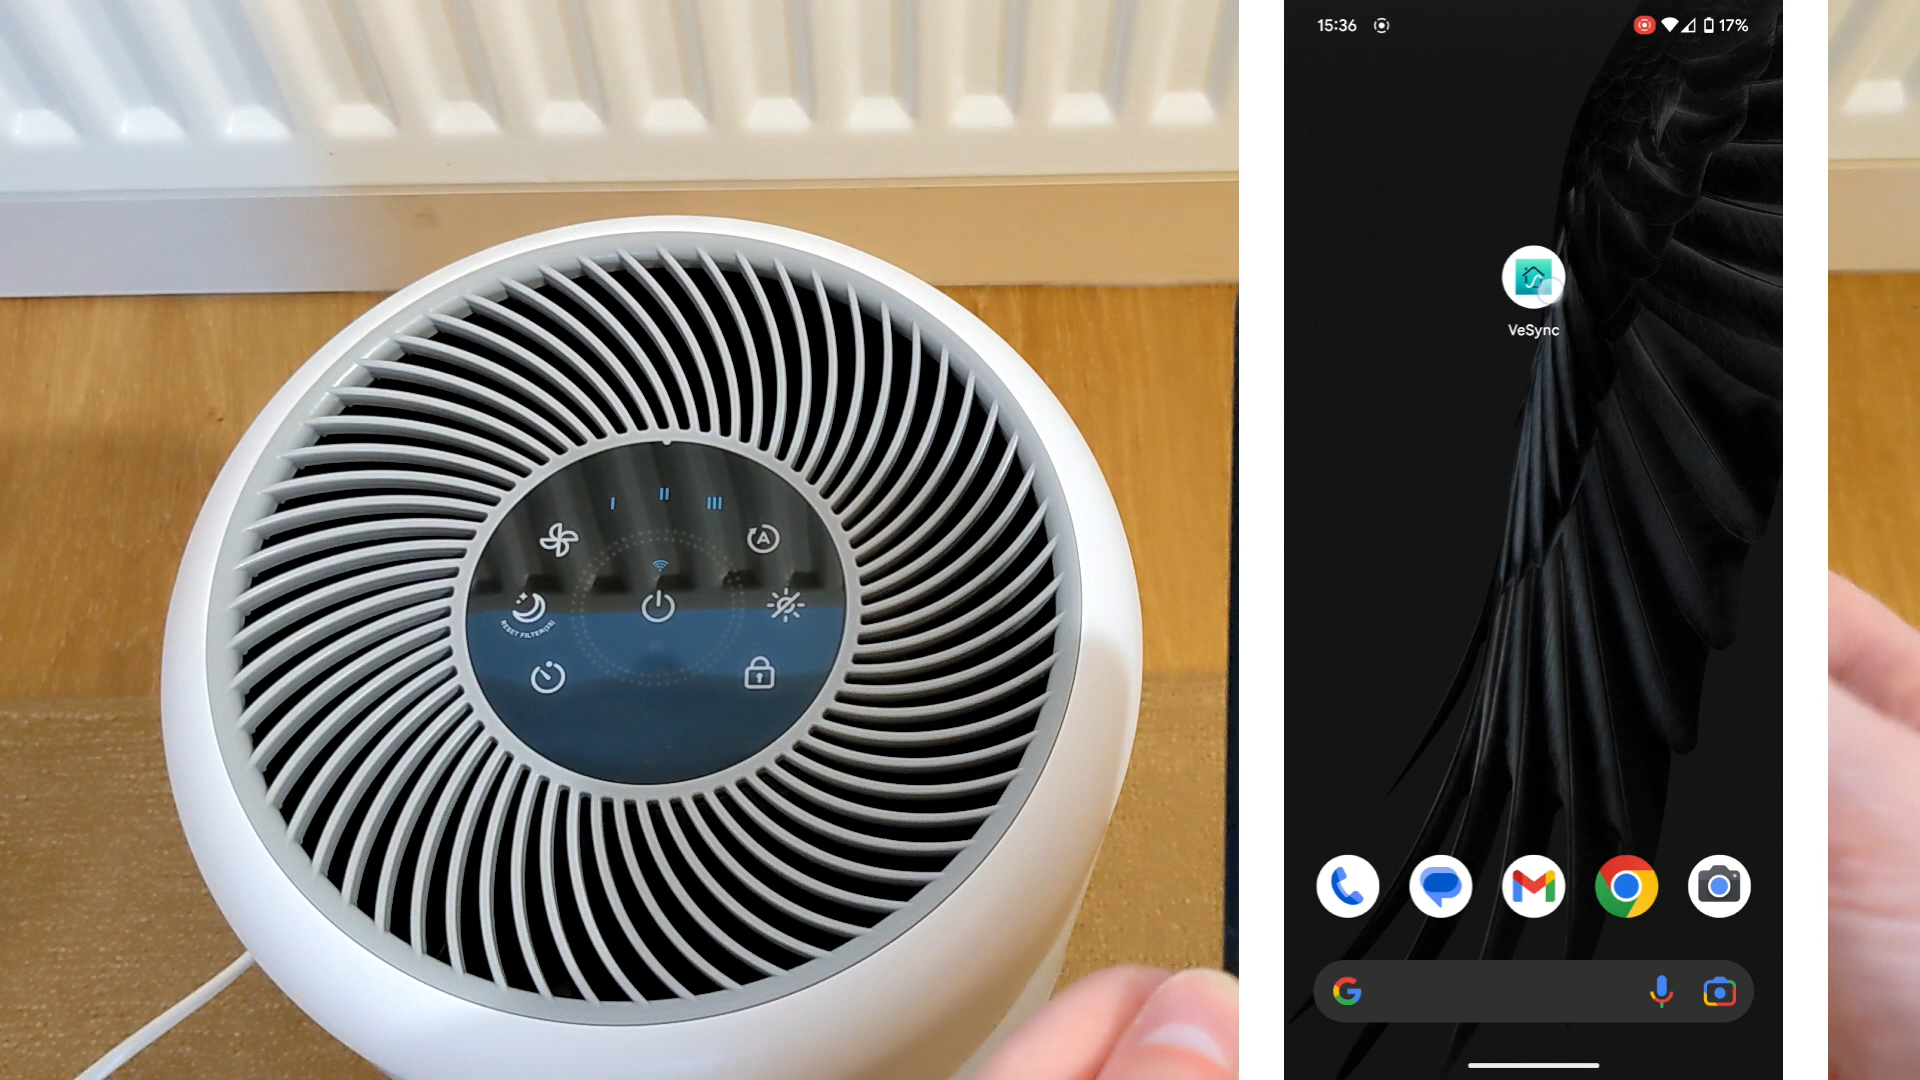 I
II
III
A
RESET FILTER(3S)
15:36
17%
VeSync